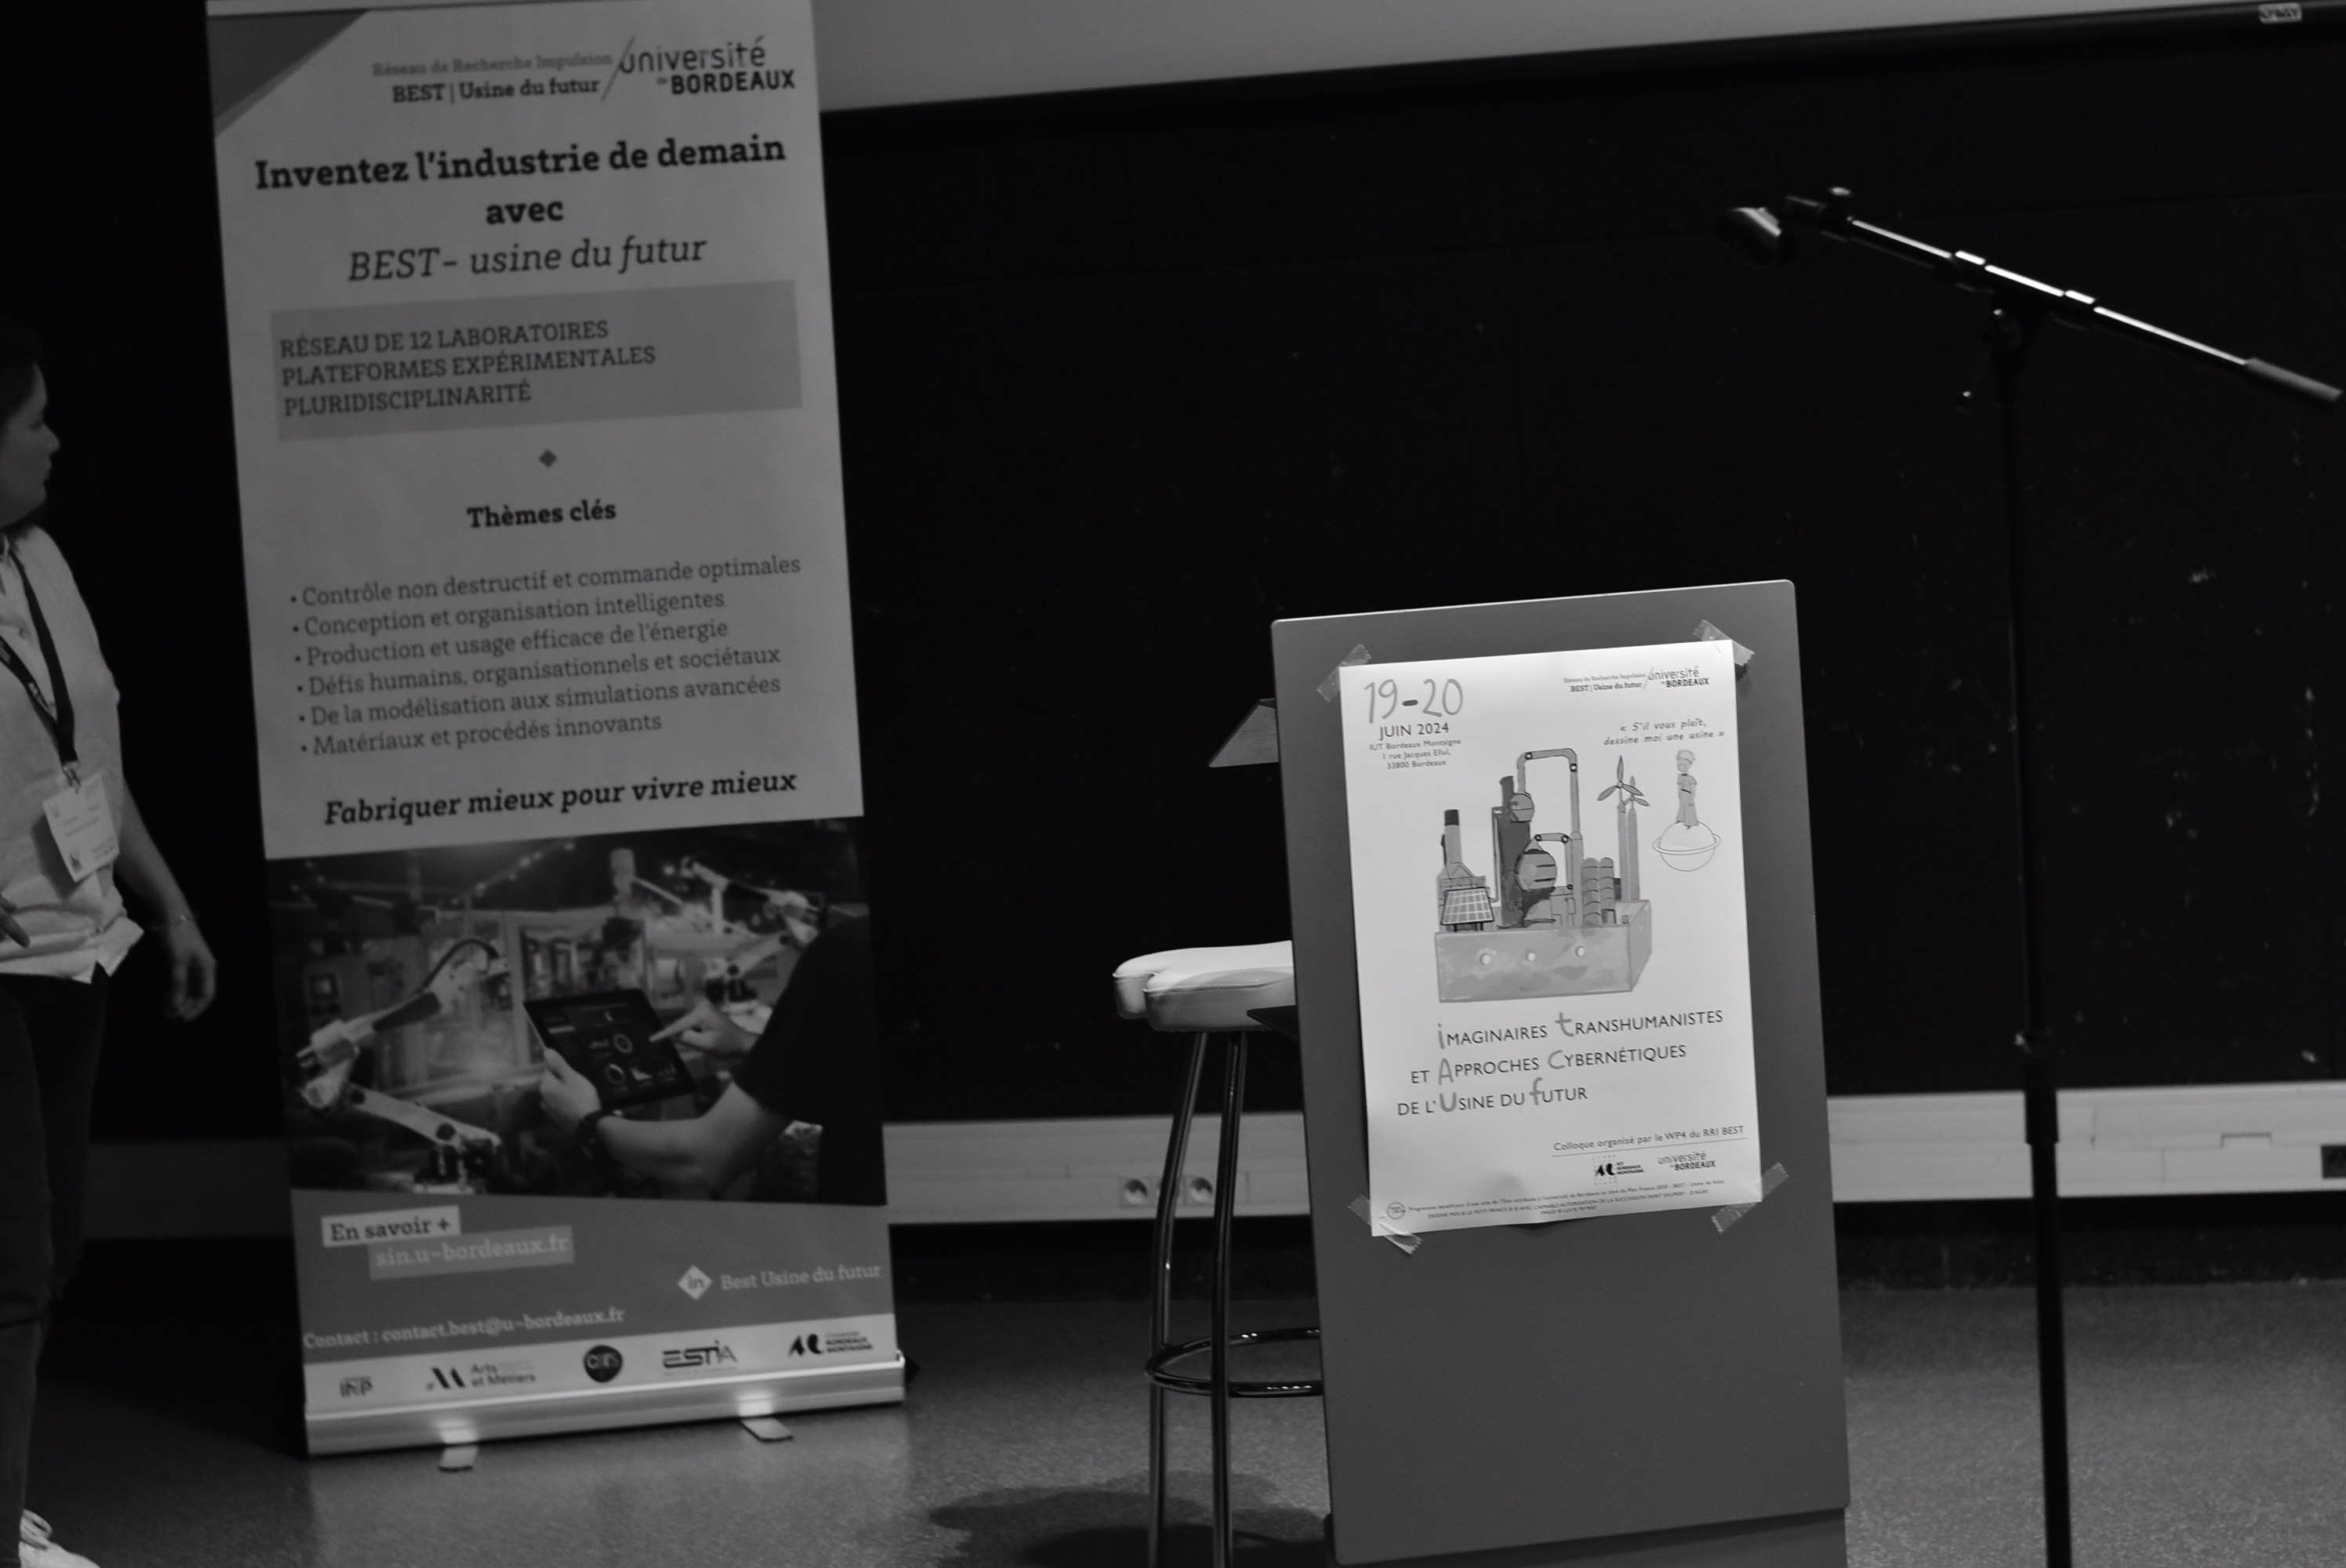 Réseau de Recherche Impulsion
BEST | Usine du futur
université
de BORDEAUX
Inventez l'industrie de demain
avec
BEST- usine du futur
RÉSEAU DE 12 LABORATOIRES
PLATEFORMES EXPÉRIMENTALES
PLURIDISCIPLINARITÉ
Thèmes clés
• Contrôle non destructif et commande optimales
• Conception et organisation intelligentes
• Production et usage efficace de l'énergie
• Défis humains, organisationnels et sociétaux
• De la modélisation aux simulations avancées
• Matériaux et procédés innovants
Fabriquer mieux pour vivre mieux
En savoir +
sin.u-bordeaux.fr
in Best Usine du futur
Contact : contact.best@u-bordeaux.fr
INP
Arts
et Métiers
cnrs
ESTIA
BORDEAUX
MONTAIGNE
19-20
JUIN 2024
IUT Bordeaux Montaigne
1 rue Jacques Ellul,
33800 Bordeaux
Réseau de Recherche Impulsion
BEST | Usine du futur
université
de BORDEAUX
« S'il vous plaît,
dessine moi une usine »
iMAGINAIRES tRANSHUMANISTES
ET APPROCHES CYBERNÉTIQUES
DE L'USINE DU fUTUR
Colloque organisé par le WP4 du RRI BEST
IUT
BORDEAUX
MONTAIGNE
université
de BORDEAUX